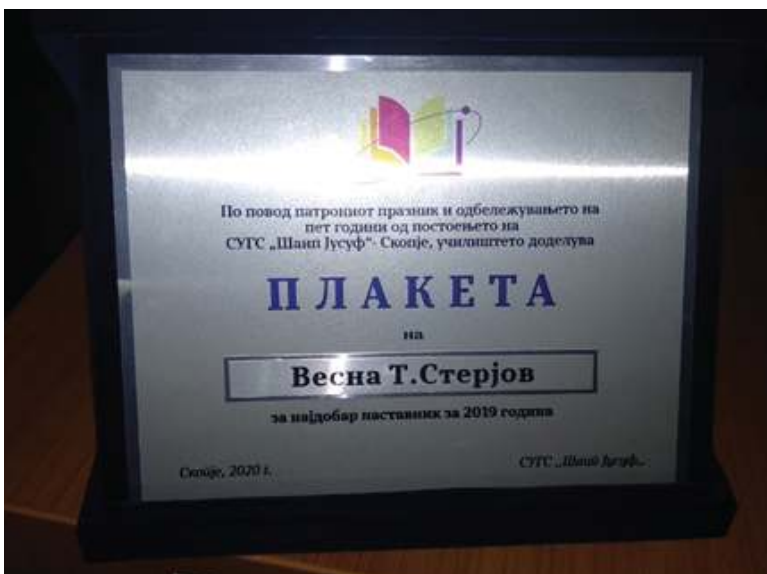 По повод патрониот празник и одбележувањето на
пет години од постоењето на
СУГС „Шаип Јусуф“- Скопје, училиштето доделува
ПЛАКЕТА
на
Весна Т.Стерјов
за најдобар наставник за 2019 година
Скопје, 2020 г.
СУГС „Шаип Јусуф„